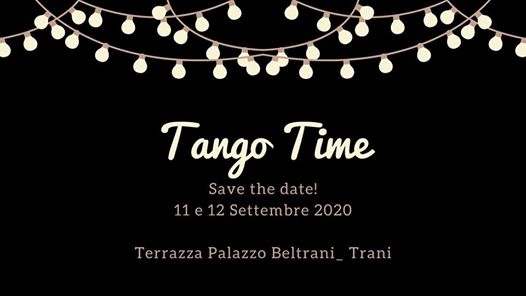 Tango Time
Save the date!
11 e 12 Settembre 2020
Terrazza Palazzo Beltrani_ Trani